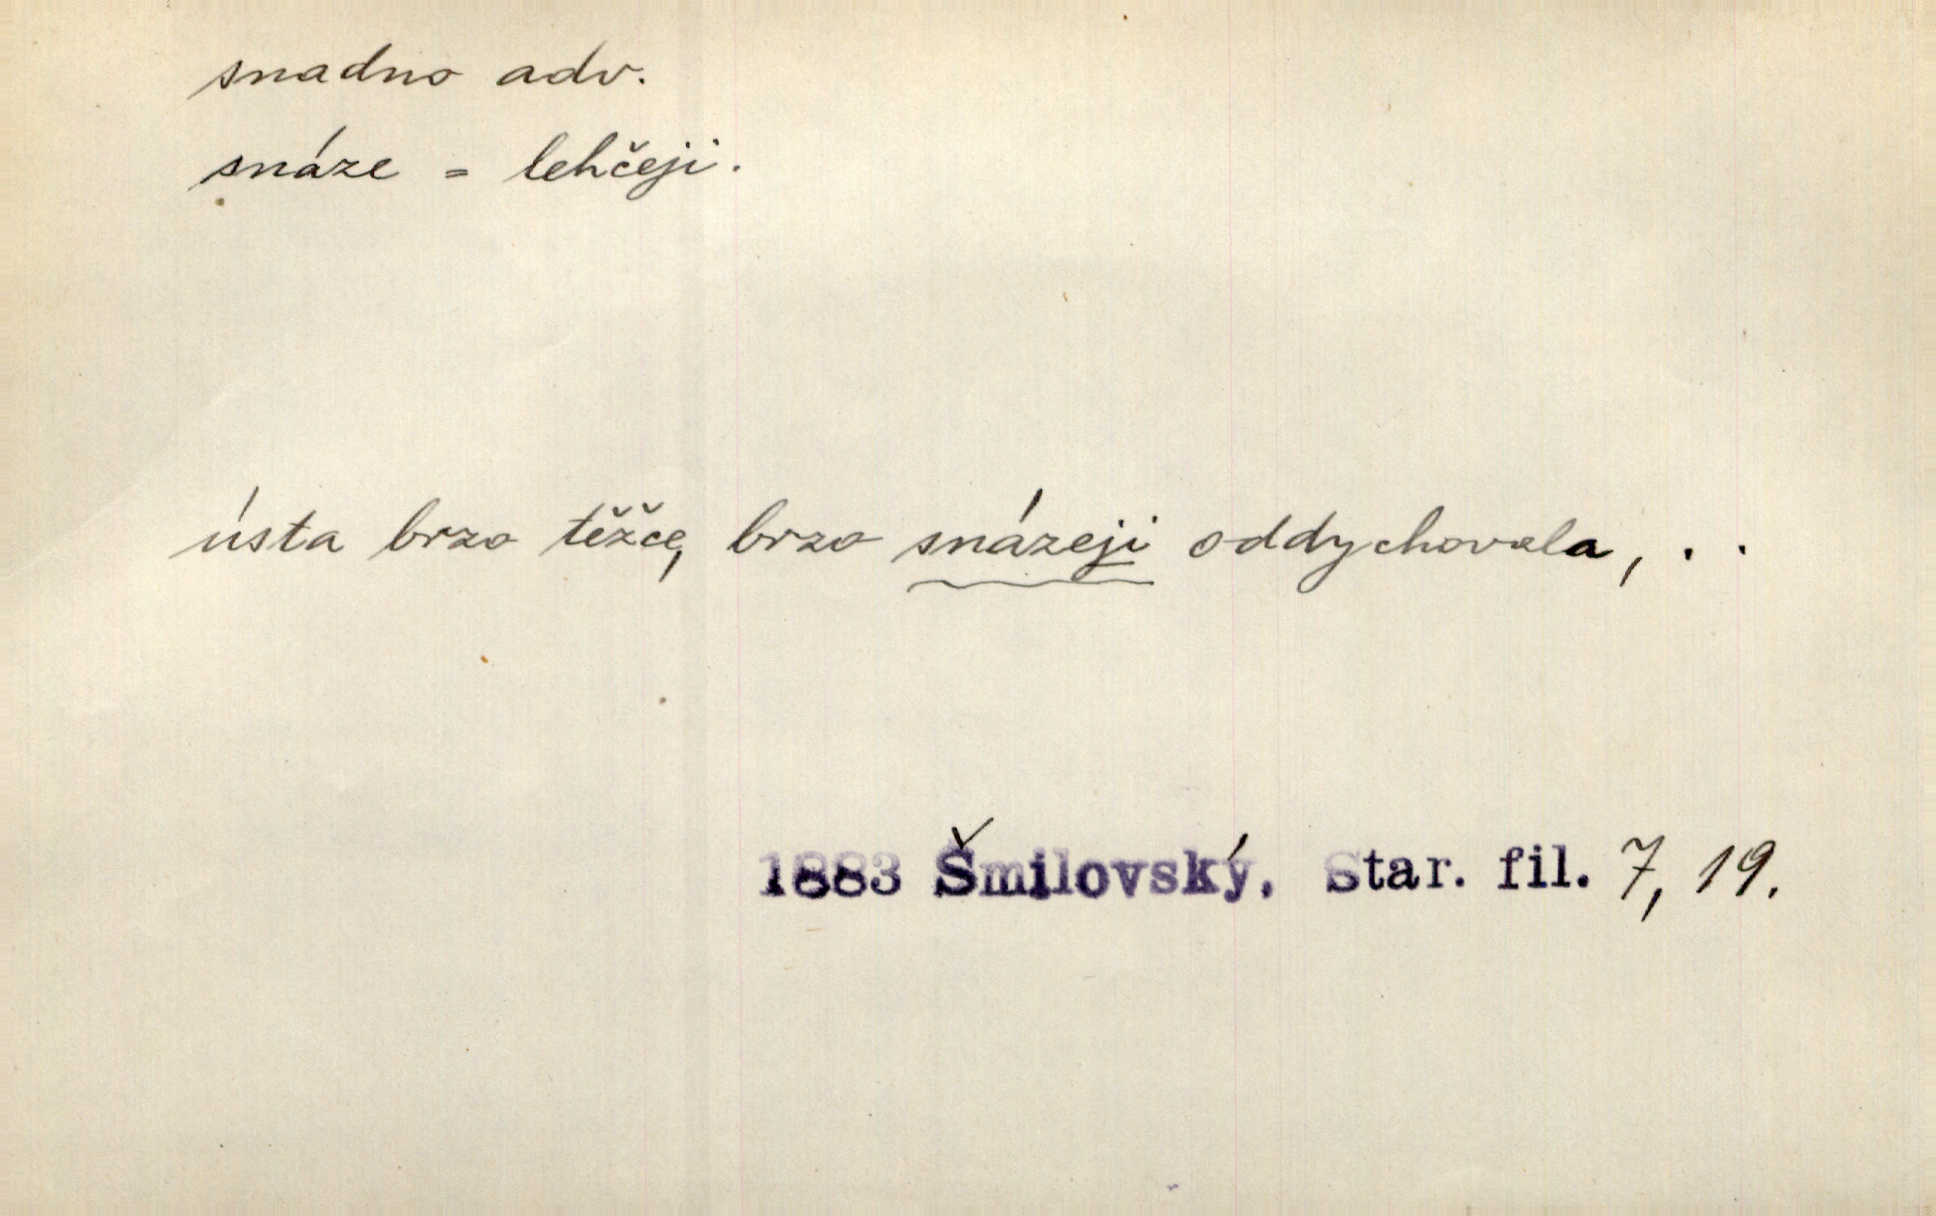 snadno adv.
snáze = lehčeji.
ústa brzo těžce, brzo snázeji oddychovala, . .
1883 Šmilovský. Star. fil. 7, 19.